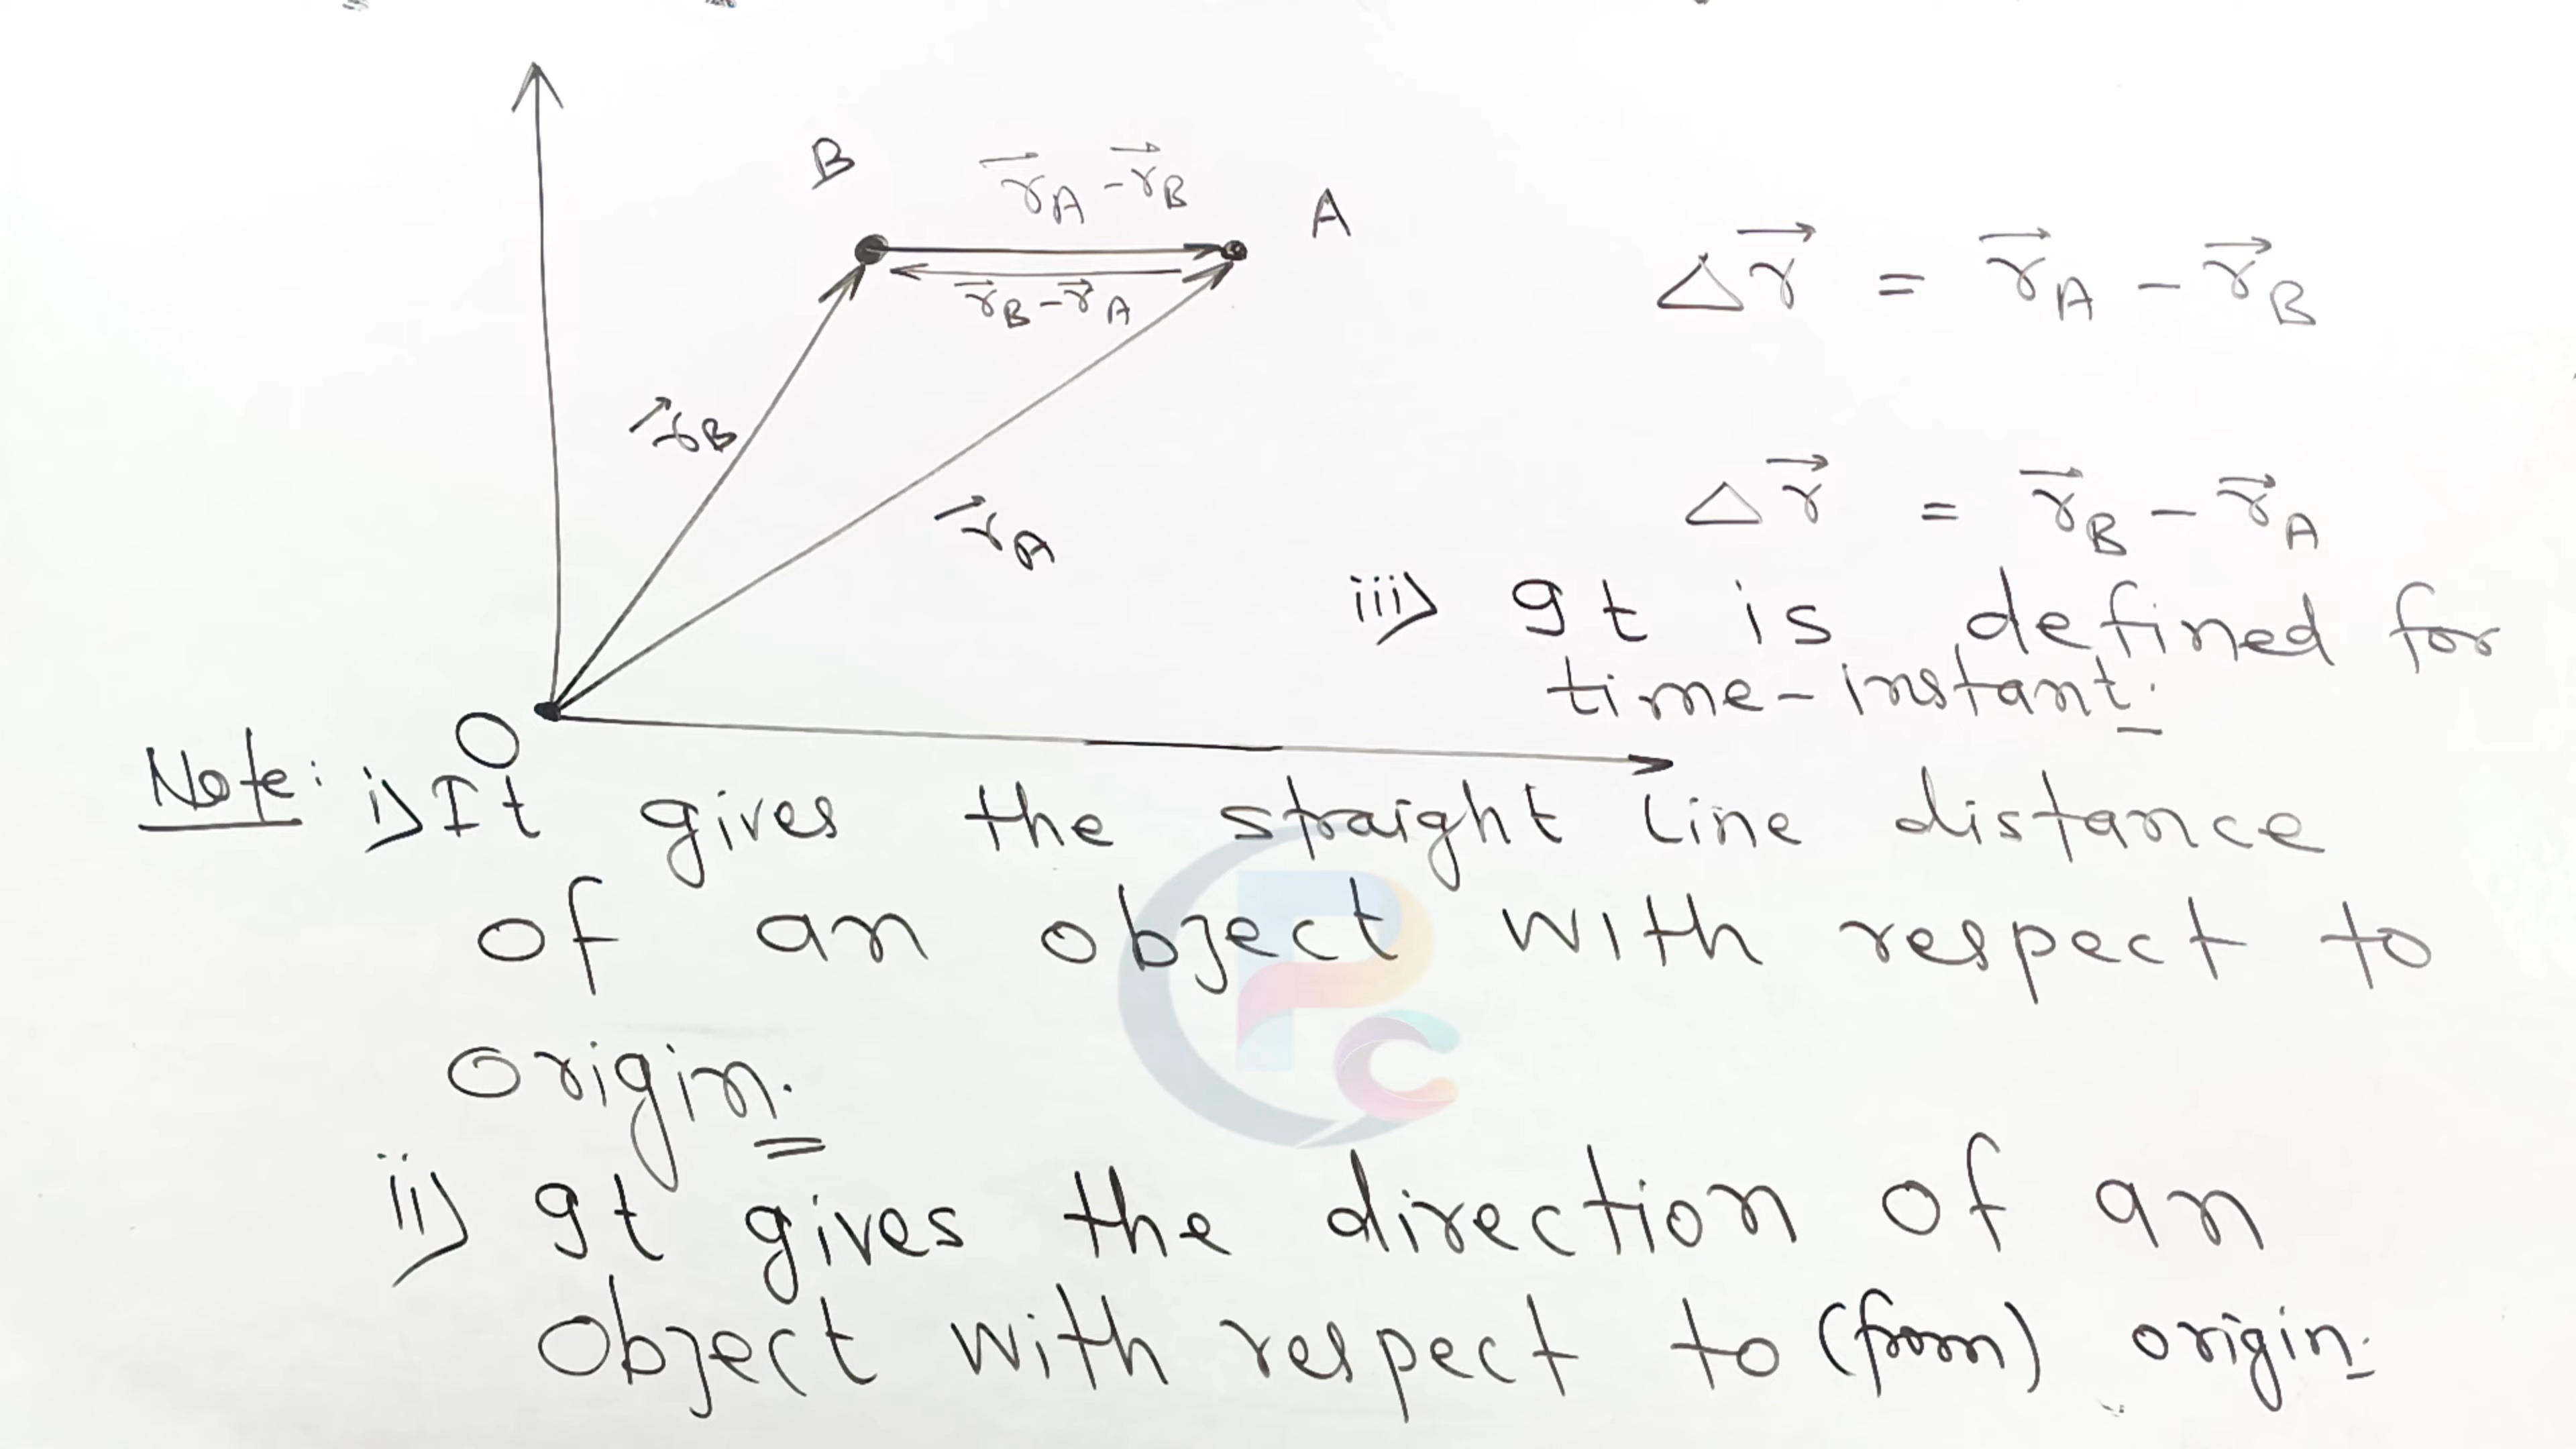 B
r⃗A - r⃗B
A
r⃗B - r⃗A
r⃗B
r⃗A
O
Δr⃗ = r⃗A - r⃗B
Δr⃗ = r⃗B - r⃗A
iii) It is defined for
time-instant.
Note: i) It gives the straight line distance
of an object with respect to
origin.
ii) It gives the direction of an
object with respect to (from) origin.
PC